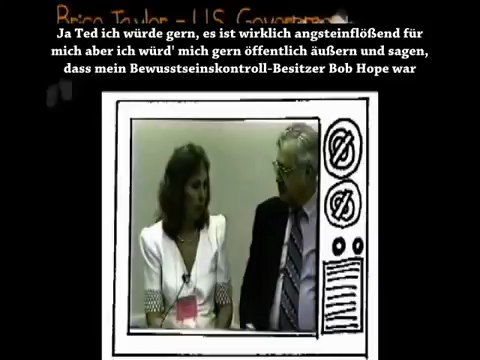 Brice Taylor - U.S. Government
Ja Ted ich würde gern, es ist wirklich angsteinflößend für
mich aber ich würd' mich gern öffentlich äußern und sagen,
dass mein Bewusstseinskontroll-Besitzer Bob Hope war